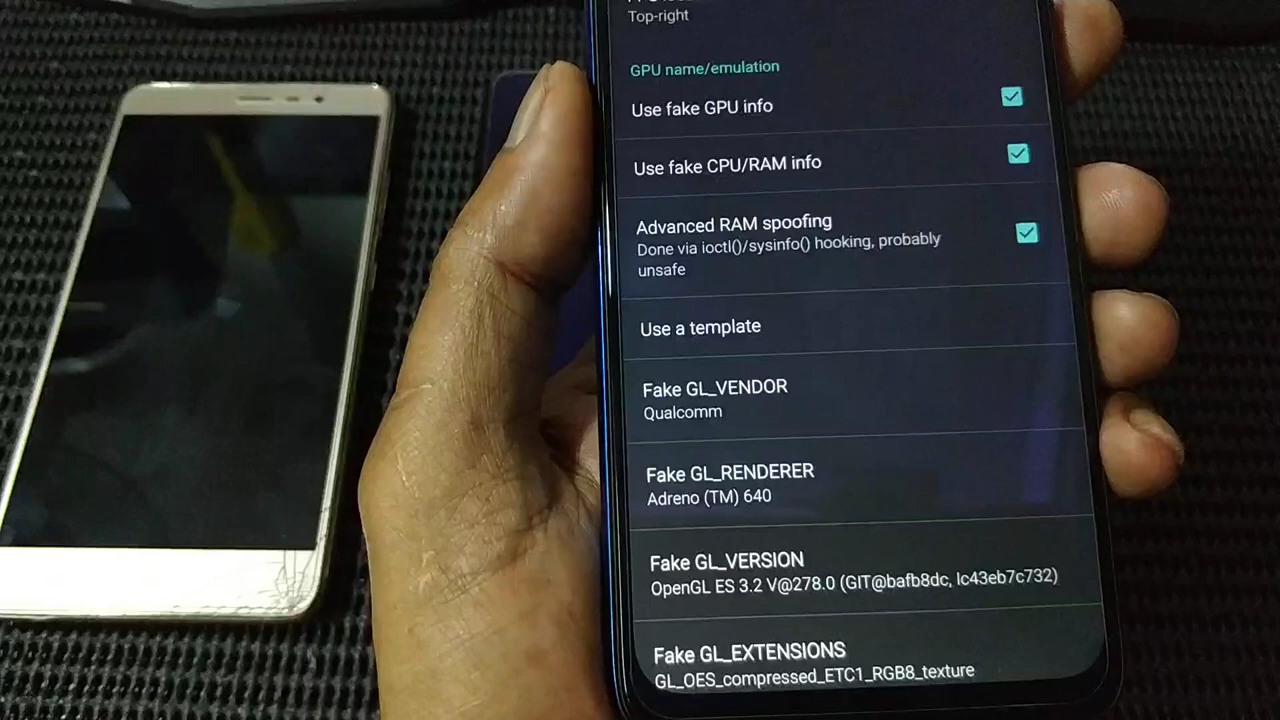 Top-right
GPU name/emulation
Use fake GPU info
Use fake CPU/RAM info
Advanced RAM spoofing
Done via ioctl()/sysinfo() hooking, probably
unsafe
Use a template
Fake GL_VENDOR
Qualcomm
Fake GL_RENDERER
Adreno (TM) 640
Fake GL_VERSION
OpenGL ES 3.2 V@278.0 (GIT@bafb8dc, Ic43eb7c732)
Fake GL_EXTENSIONS
GL_OES_compressed_ETC1_RGB8_texture